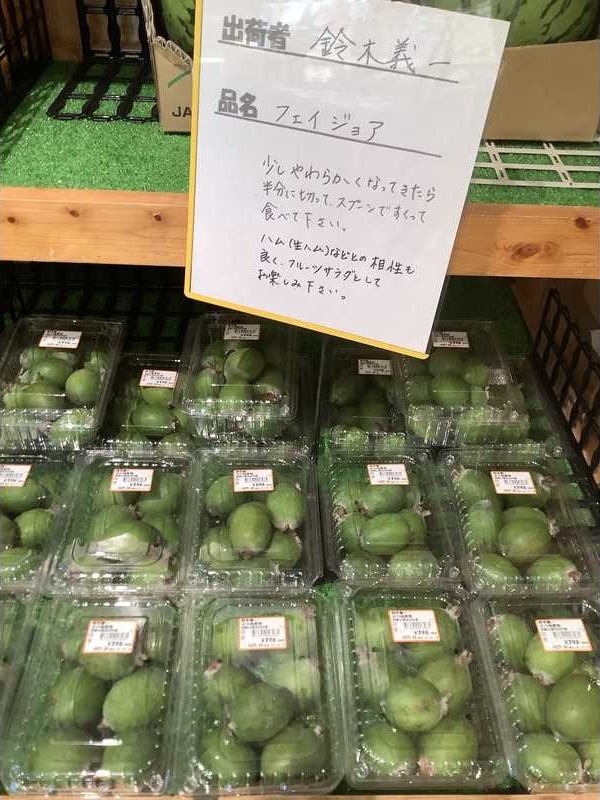 出荷者 鈴木義一
品名 フェイジョア
少しやわらかくなってきたら
半分に切って、スプーンですくって
食べて下さい。
ハム(生ハム)などとの相性も
良く、フルーツサラダとして
お楽しみ下さい。
JA
¥398
¥398
¥398
¥398